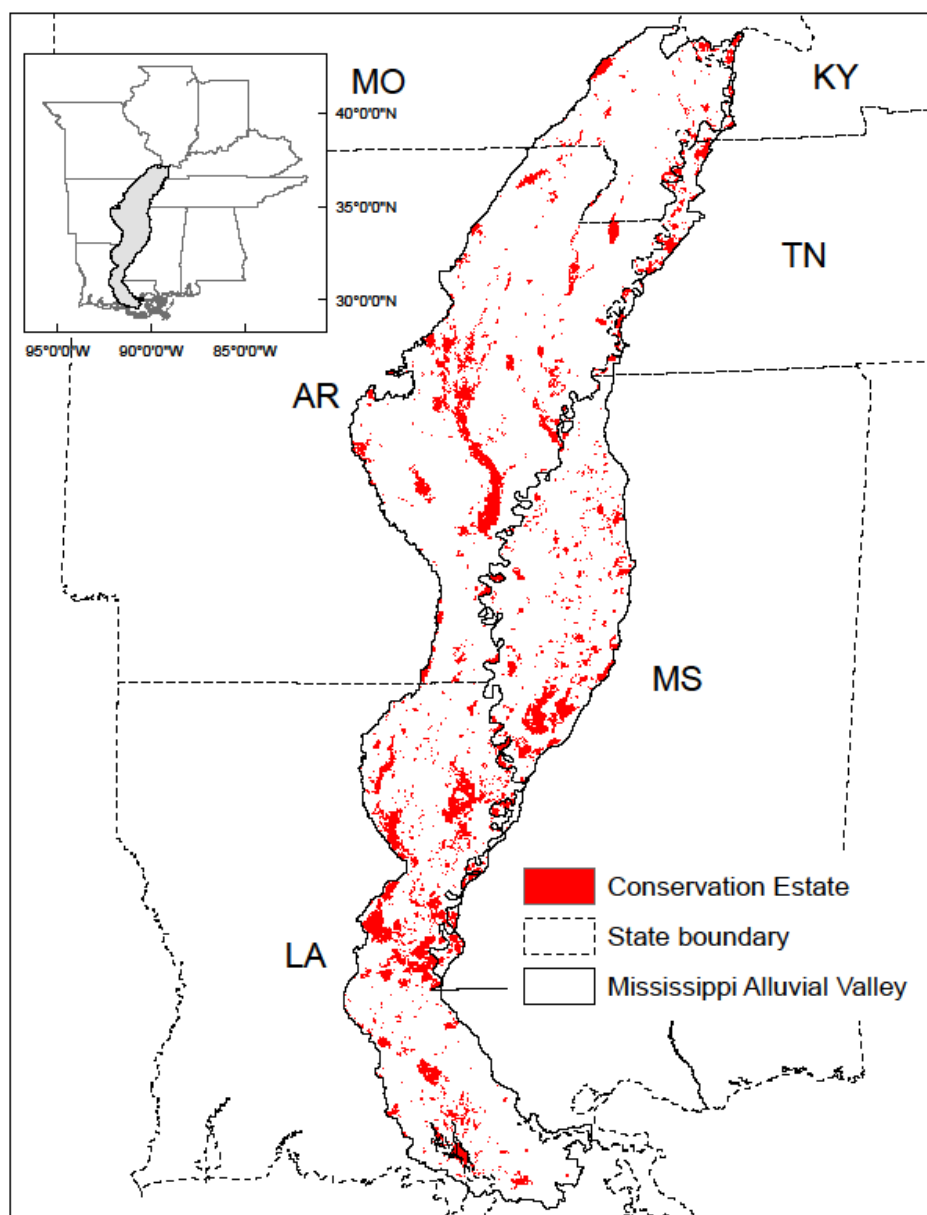 MO
KY
40°0'0"N
35°0'0"N
TN
30°0'0"N
95°0'0"W
90°0'0"W
85°0'0"W
AR
MS
Conservation Estate
State boundary
LA
Mississippi Alluvial Valley